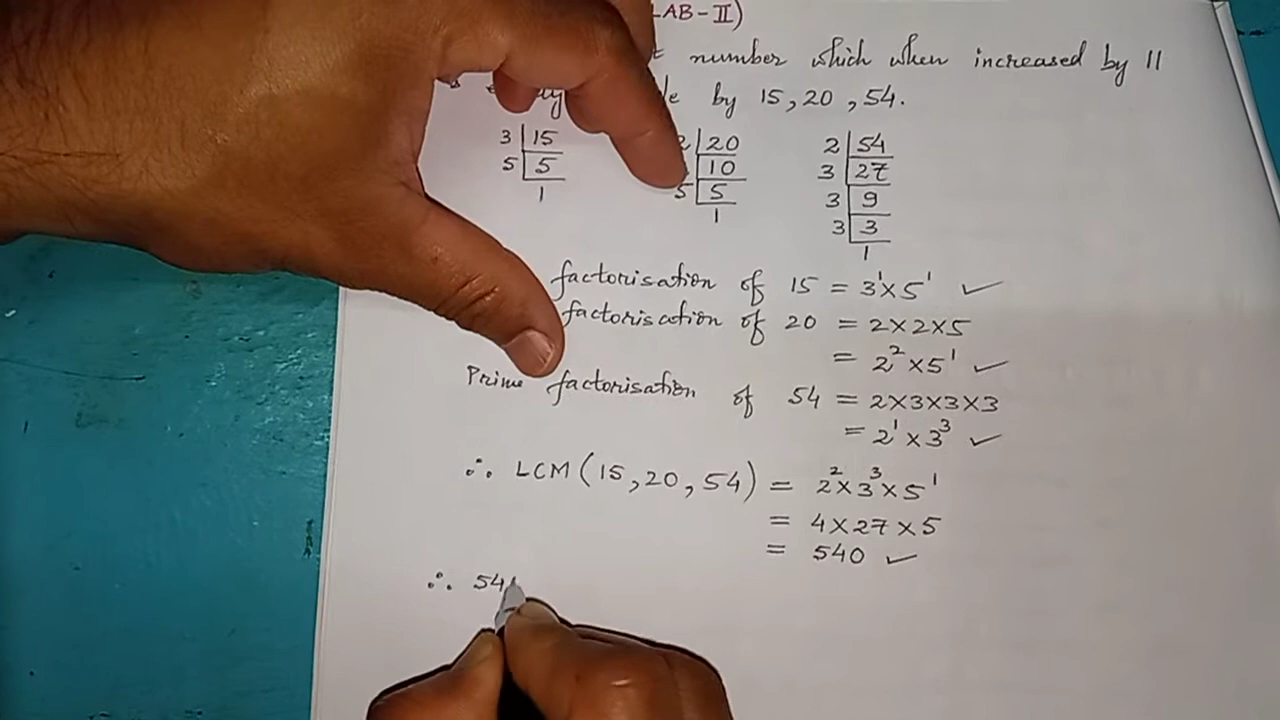 LAB-II)
number which when increased by 11
by 15, 20, 54.
3 | 15 2 | 20 2 | 54
5 | 5 | 10 3 | 27
1 5 | 5 3 | 9
1 3 | 3
1
factorisation of 15 = 3¹×5¹ ✓
factorisation of 20 = 2×2×5
= 2²×5¹ ✓
Prime factorisation of 54 = 2×3×3×3
= 2¹×3³ ✓
∴ LCM(15,20,54) = 2²×3³×5¹
= 4×27×5
= 540 ✓
∴ 54